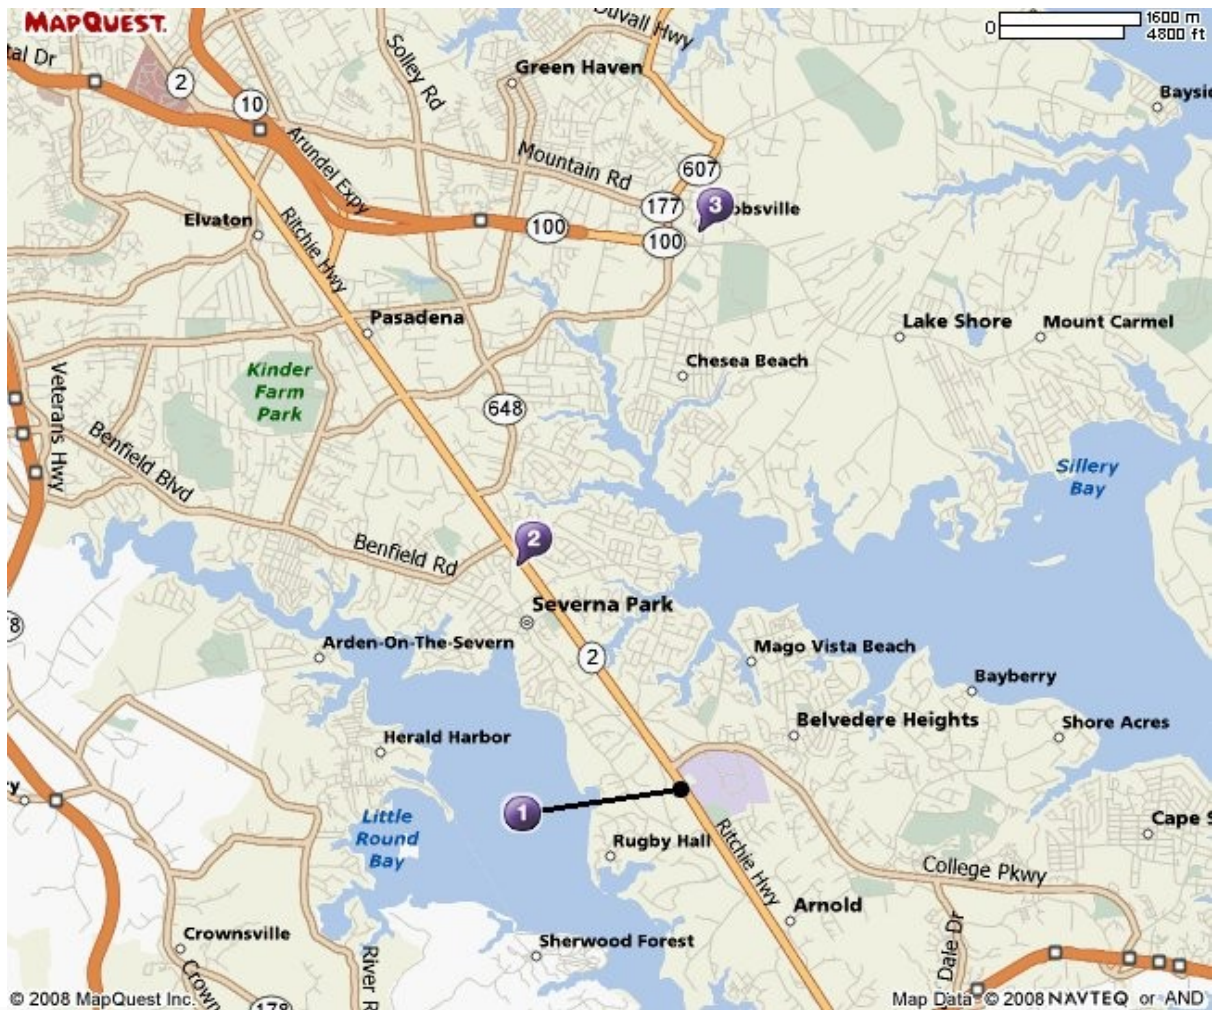 MAPQUEST.
0
1600 m
4800 ft
Duvall Hwy
tal Dr
Solley Rd
Green Haven
2
Baysi
10
Arundel Expy
Mountain Rd
607
177
3
obsville
Elvaton
Ritchie Hwy
100
100
Pasadena
Lake Shore
Mount Carmel
Chesea Beach
Kinder
Farm
Park
Veterans Hwy
648
Benfield Blvd
Sillery
Bay
2
Benfield Rd
Severna Park
8
Arden-On-The-Severn
2
Mago Vista Beach
Bayberry
Belvedere Heights
Shore Acres
Herald Harbor
y
1
Little
Round
Bay
Rugby Hall
Ritchie Hwy
Cape S
College Pkwy
Arnold
Crownsville
Sherwood Forest
Dale Dr
River R
Crown
178
© 2008 MapQuest Inc.
Map Data © 2008 NAVTEQ or AND